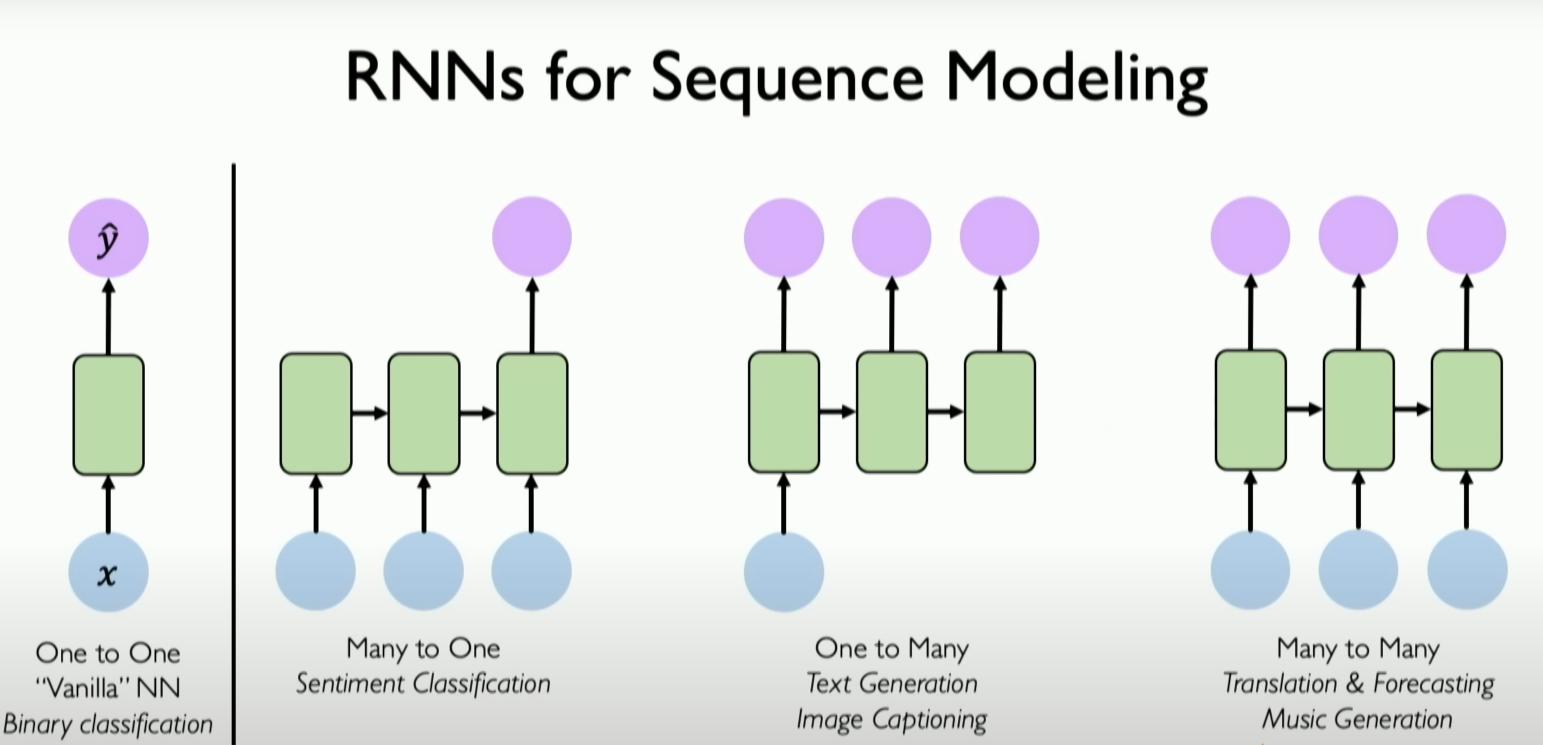 RNNs for Sequence Modeling
ŷ
x
One to One
“Vanilla” NN
Binary classification
Many to One
Sentiment Classification
One to Many
Text Generation
Image Captioning
Many to Many
Translation & Forecasting
Music Generation